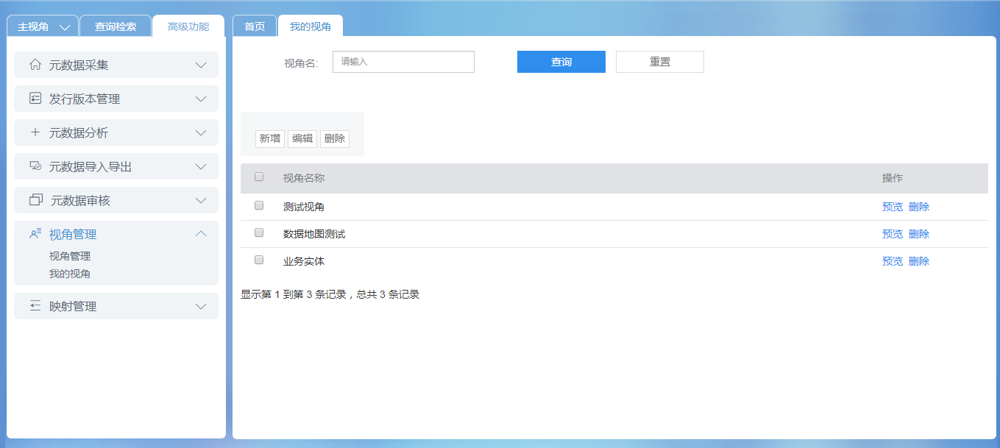 主视角 查询检索 高级功能 首页 我的视角
元数据采集
发行版本管理
元数据分析
元数据导入导出
元数据审核
视角管理
视角管理
我的视角
映射管理
视角名: 请输入 查询 重置
新增 编辑 删除
视角名称 操作
测试视角 预览 删除
数据地图测试 预览 删除
业务实体 预览 删除
显示第 1 到第 3 条记录，总共 3 条记录